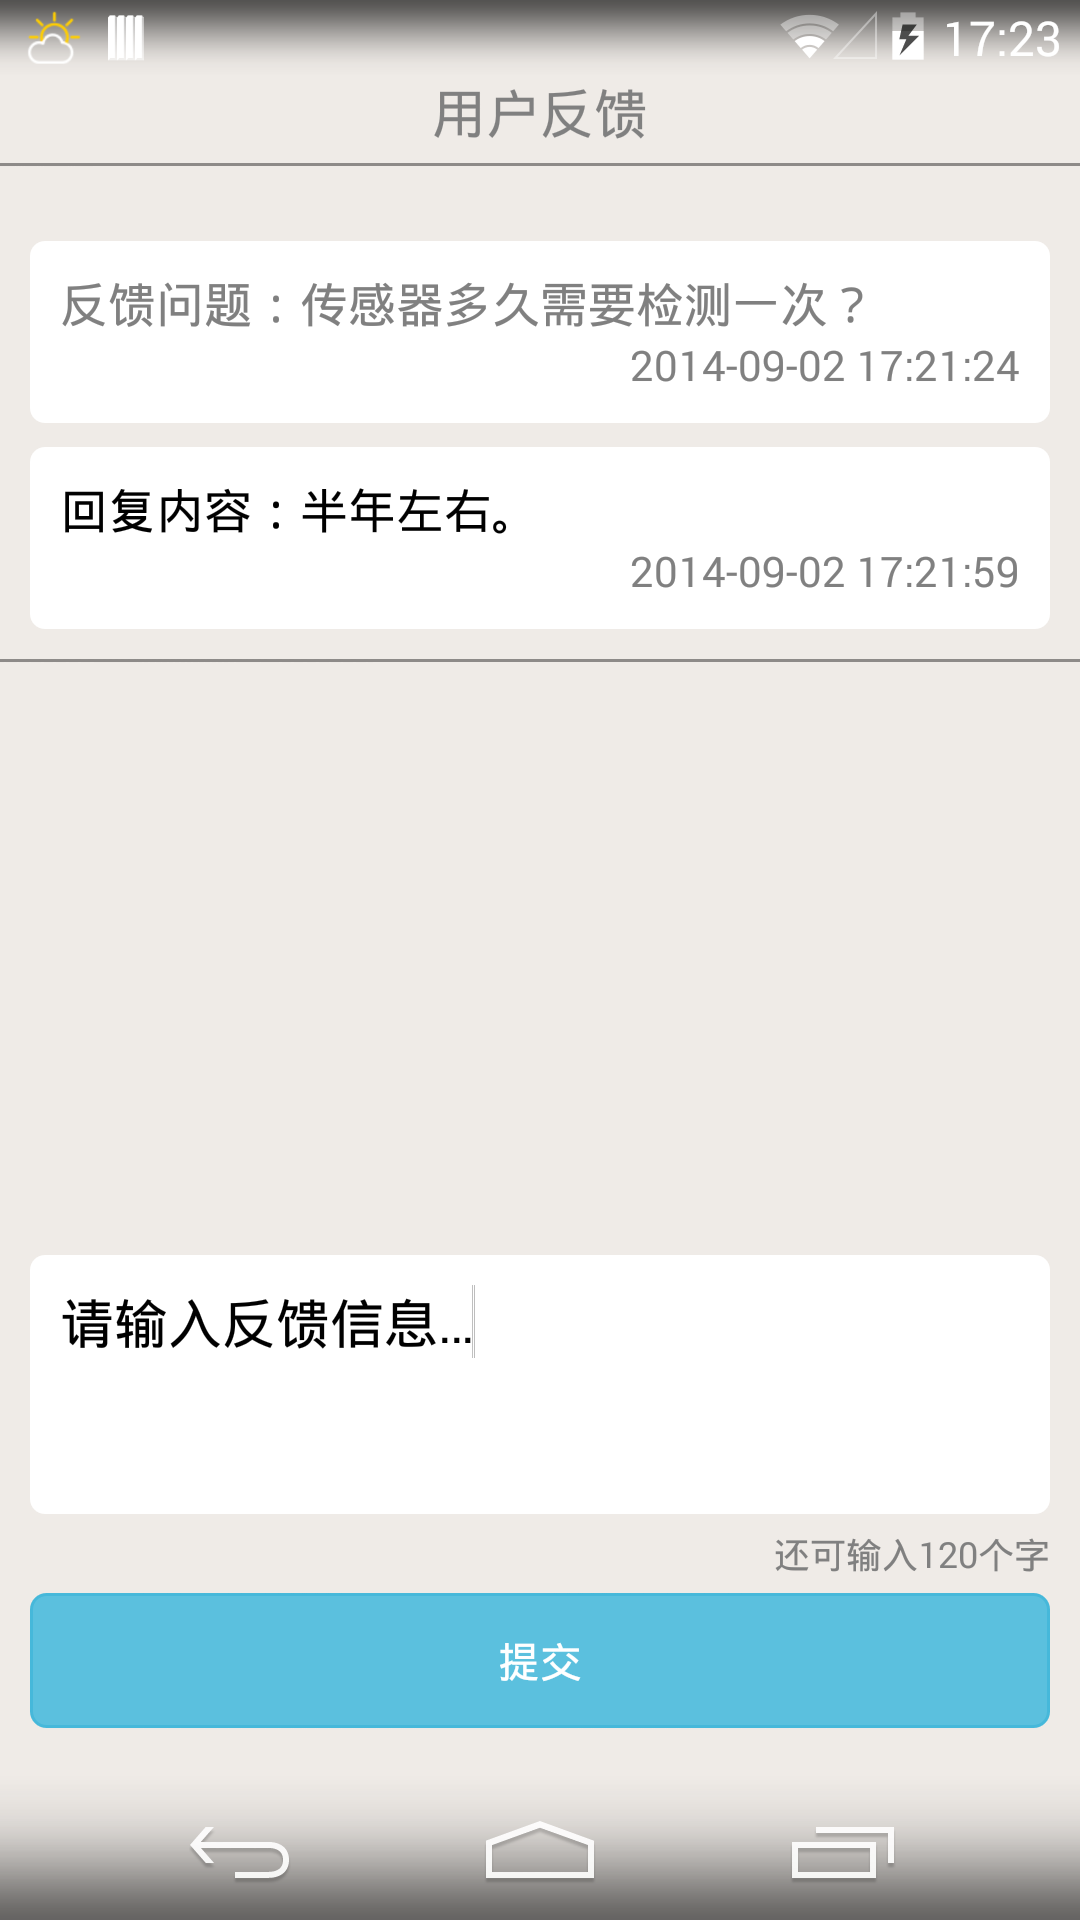 17:23
用户反馈
反馈问题：传感器多久需要检测一次？
2014-09-02 17:21:24
回复内容：半年左右。
2014-09-02 17:21:59
请输入反馈信息...
还可输入120个字
提交